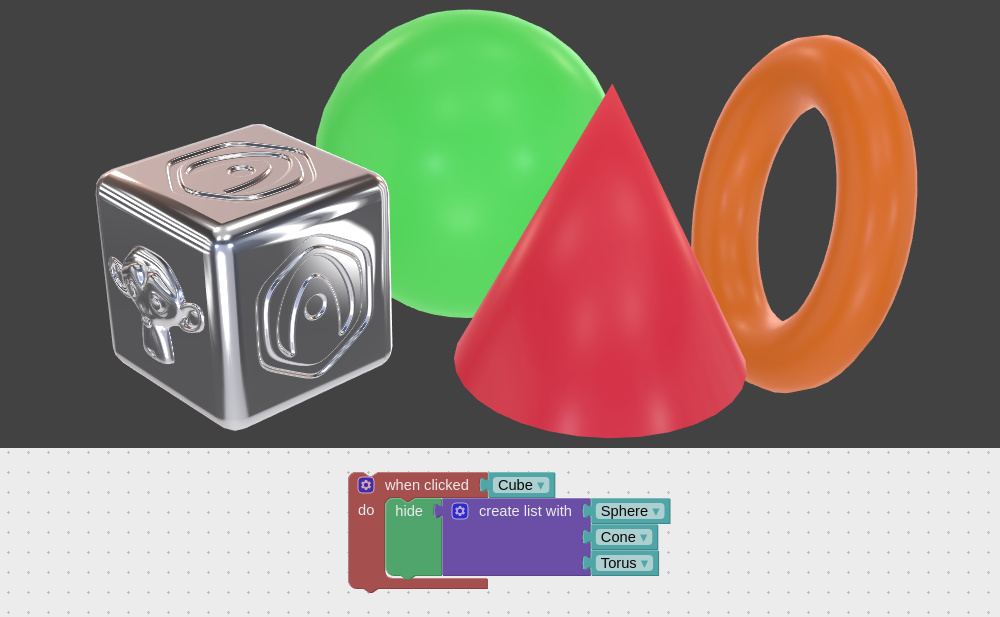 when clicked Cube ▾
do hide create list with Sphere ▾
Cone ▾
Torus ▾